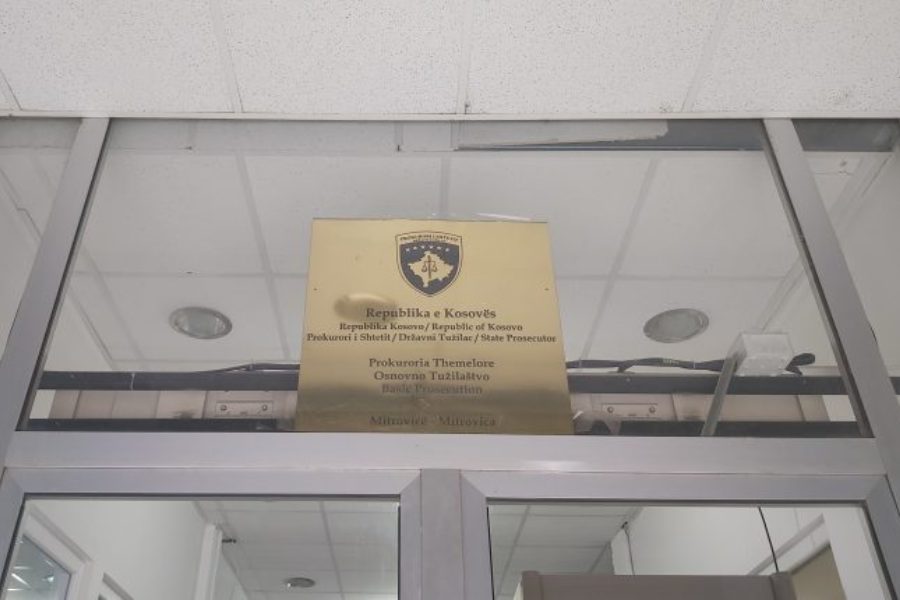 Republika e Kosovës
Republika Kosovo / Republic of Kosovo
Prokurori i Shtetit / Državni Tužilac / State Prosecutor
Prokuroria Themelore
Osnovno Tužilaštvo
Basic Prosecution
Mitrovicë - Mitrovica